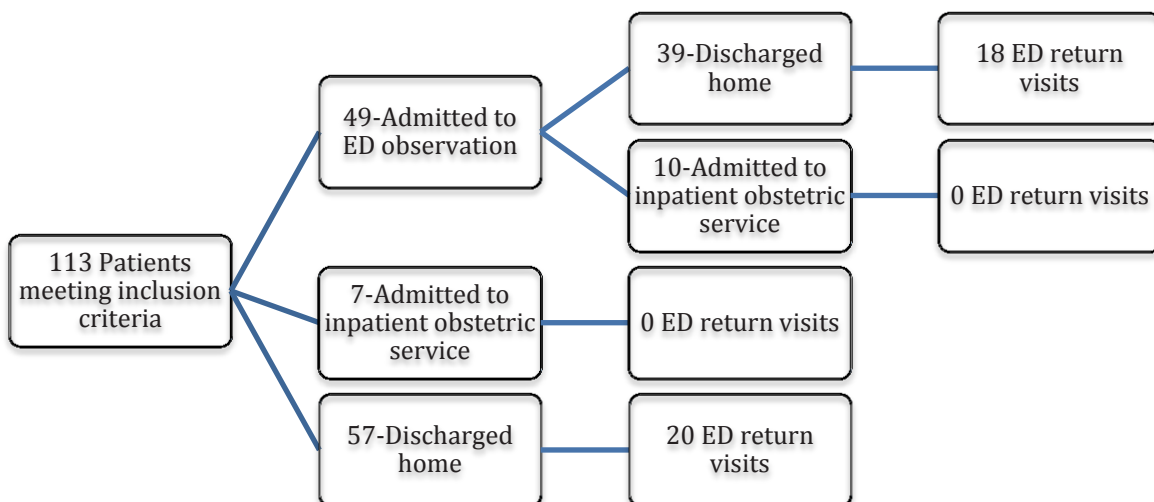 113 Patients
meeting inclusion
criteria
49-Admitted to
ED observation
39-Discharged
home
18 ED return
visits
10-Admitted to
inpatient obstetric
service
0 ED return visits
7-Admitted to
inpatient obstetric
service
0 ED return visits
57-Discharged
home
20 ED return
visits